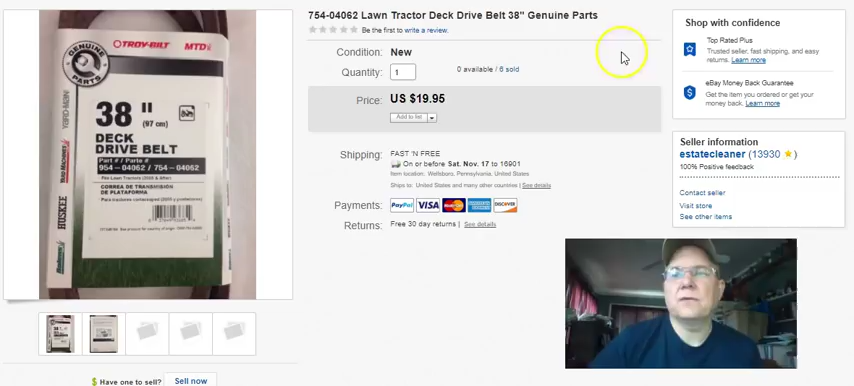 754-04062 Lawn Tractor Deck Drive Belt 38" Genuine Parts
Be the first to write a review.
Condition: New
Quantity: 1
0 available / 6 sold
Price: US $19.95
Add to list
Shipping: FAST 'N FREE
On or before Sat. Nov. 17 to 16901
Item location: Wellsboro, Pennsylvania, United States
Ships to: United States and many other countries | See details
Payments: PayPal VISA MasterCard AMERICAN EXPRESS DISCOVER
Returns: Free 30 day returns | See details
Shop with confidence
Top Rated Plus
Trusted seller, fast shipping, and easy
returns. Learn more
eBay Money Back Guarantee
Get the item you ordered or get your
money back. Learn more
Seller information
estatecleaner (13930 )
100% Positive feedback
Contact seller
Visit store
See other items
GENUINE PARTS
TROY-BILT MTD
38 "
(97 cm)
DECK
DRIVE BELT
Part # / Parte #
954-04062 / 754-04062
CORREA DE TRANSMISIÓN
DE PLATAFORMA
YARD-MAN
Yard Machines
HUSKEE
38 "
$ Have one to sell? Sell now